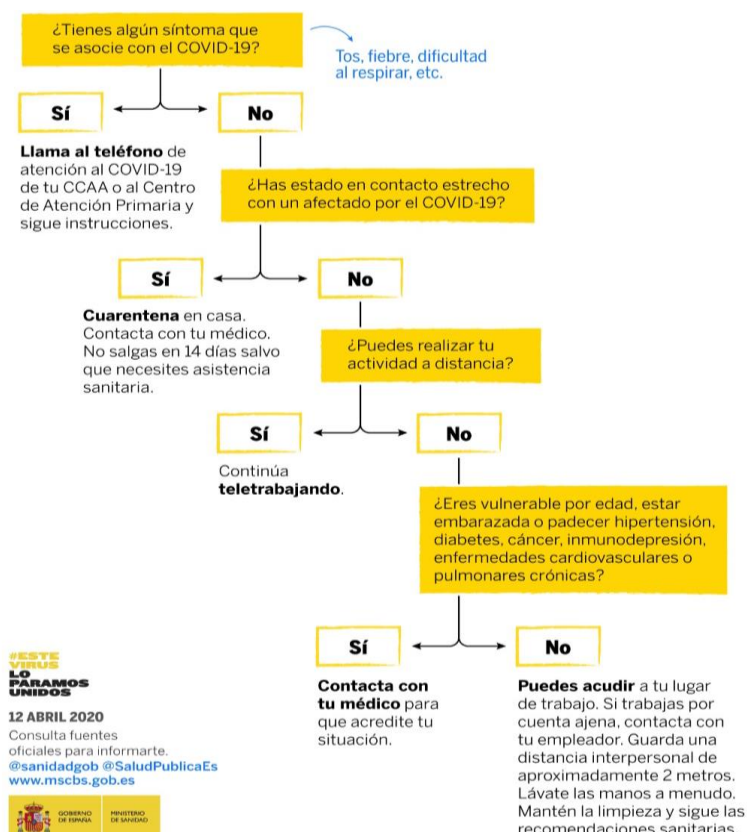 ¿Tienes algún síntoma que
se asocie con el COVID-19?
Tos, fiebre, dificultad
al respirar, etc.
Sí
No
Llama al teléfono de
atención al COVID-19
de tu CCAA o al Centro
de Atención Primaria y
sigue instrucciones.
¿Has estado en contacto estrecho
con un afectado por el COVID-19?
Sí
No
Cuarentena en casa.
Contacta con tu médico.
No salgas en 14 días salvo
que necesites asistencia
sanitaria.
¿Puedes realizar tu
actividad a distancia?
Sí
No
Continúa
teletrabajando.
¿Eres vulnerable por edad, estar
embarazada o padecer hipertensión,
diabetes, cáncer, inmunodepresión,
enfermedades cardiovasculares o
pulmonares crónicas?
Sí
No
Contacta con
tu médico para
que acredite tu
situación.
Puedes acudir a tu lugar
de trabajo. Si trabajas por
cuenta ajena, contacta con
tu empleador. Guarda una
distancia interpersonal de
aproximadamente 2 metros.
Lávate las manos a menudo.
Mantén la limpieza y sigue las
recomendaciones sanitarias
#ESTE
VIRUS
LO
PARAMOS
UNIDOS
12 ABRIL 2020
Consulta fuentes
oficiales para informarte.
@sanidadgob @SaludPublicaEs
www.mscbs.gob.es
GOBIERNO
DE ESPAÑA
MINISTERIO
DE SANIDAD